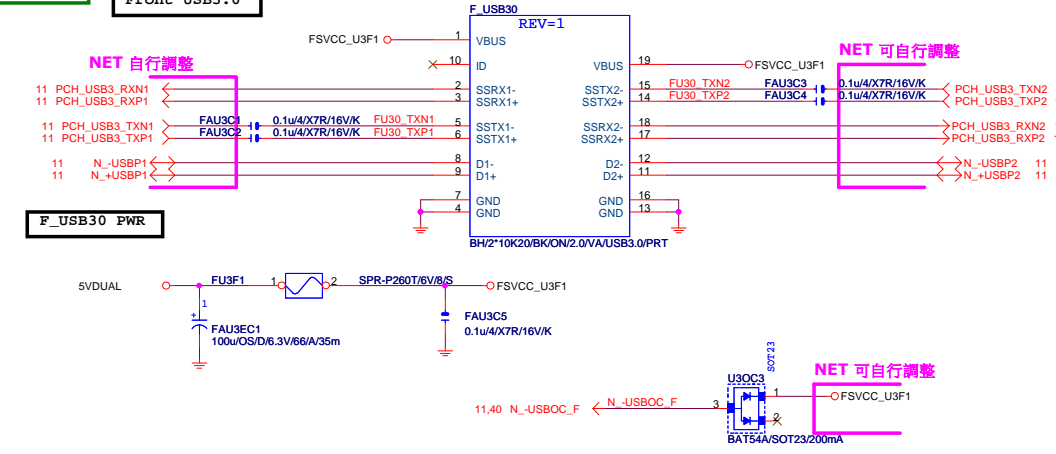 Front USB3.0
F_USB30
REV=1
FSVCC_U3F1
1 VBUS
10 ID
VBUS 19
FSVCC_U3F1
NET 自行調整
NET 可自行調整
11 PCH_USB3_RXN1
2 SSRX1-
11 PCH_USB3_RXP1
3 SSRX1+
SSTX2- 15 FU30_TXN2 FAU3C3 0.1u/4/X7R/16V/K PCH_USB3_TXN2
SSTX2+ 14 FU30_TXP2 FAU3C4 0.1u/4/X7R/16V/K PCH_USB3_TXP2
11 PCH_USB3_TXN1 FAU3C1 0.1u/4/X7R/16V/K FU30_TXN1 5 SSTX1-
11 PCH_USB3_TXP1 FAU3C2 0.1u/4/X7R/16V/K FU30_TXP1 6 SSTX1+
SSRX2- 18 PCH_USB3_RXN2
SSRX2+ 17 PCH_USB3_RXP2
11 N_-USBP1 8 D1-
11 N_+USBP1 9 D1+
D2- 12 N_-USBP2 11
D2+ 11 N_+USBP2 11
7 GND
4 GND
GND 16
GND 13
BH/2*10K20/BK/ON/2.0/VA/USB3.0/PRT
F_USB30 PWR
5VDUAL
FU3F1
1 2
SPR-P260T/6V/8/S
FSVCC_U3F1
1
+
FAU3EC1
100u/OS/D/6.3V/66/A/35m
FAU3C5
0.1u/4/X7R/16V/K
SOT23
U3OC3
NET 可自行調整
11,40 N_-USBOC_F
N_-USBOC_F
3
1
2
FSVCC_U3F1
BAT54A/SOT23/200mA